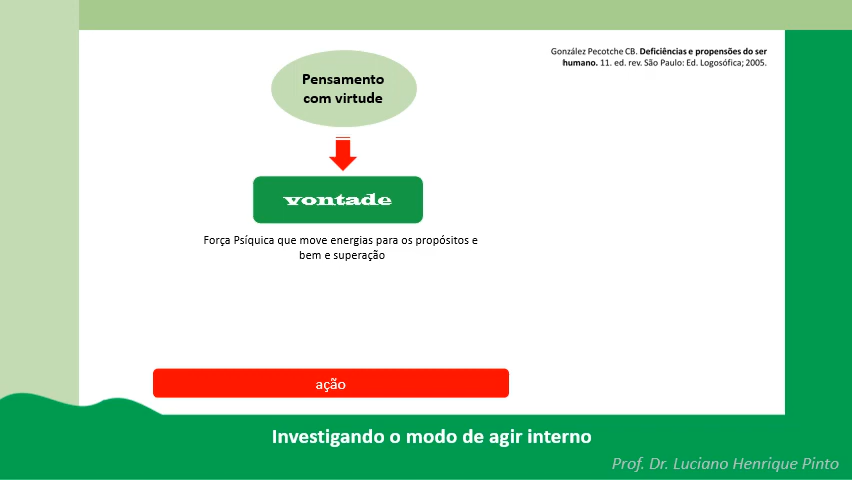 González Pecotche CB. Deficiências e propensões do ser
humano. 11. ed. rev. São Paulo: Ed. Logosófica; 2005.
Pensamento
com virtude
vontade
Força Psíquica que move energias para os propósitos e
bem e superação
ação
Investigando o modo de agir interno
Prof. Dr. Luciano Henrique Pinto